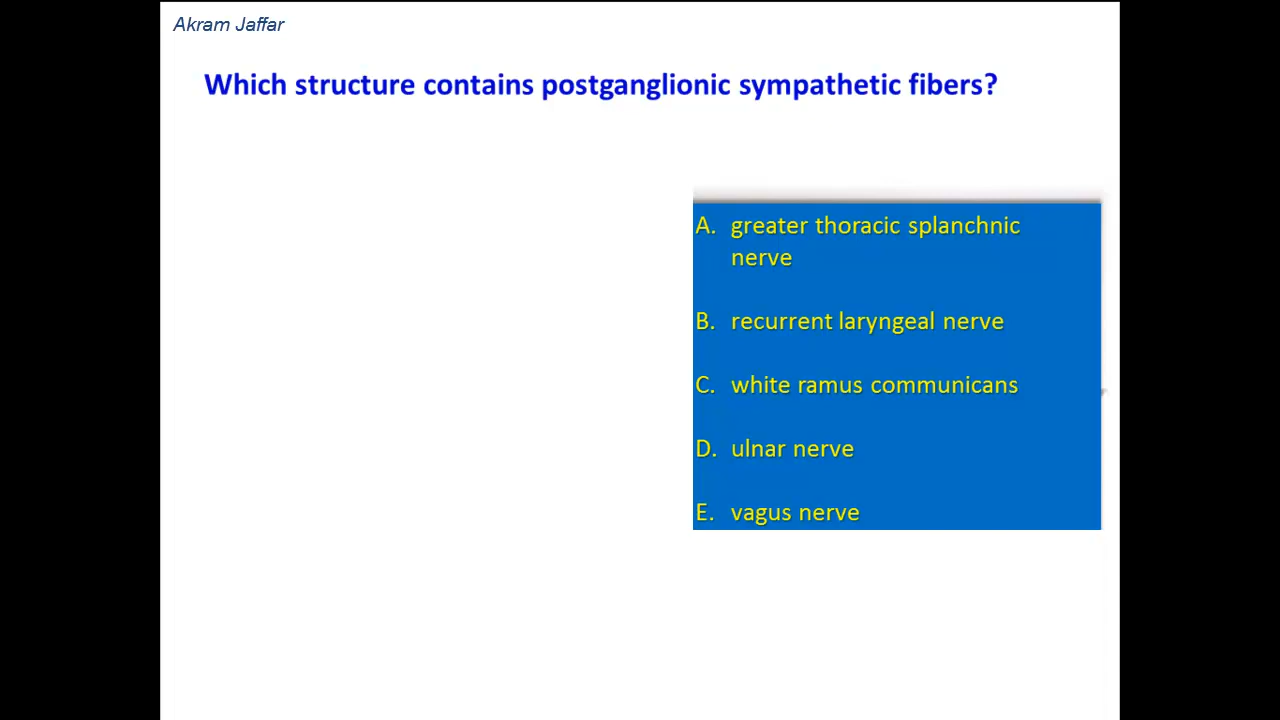 Akram Jaffar
Which structure contains postganglionic sympathetic fibers?
A. greater thoracic splanchnic
nerve
B. recurrent laryngeal nerve
C. white ramus communicans
D. ulnar nerve
E. vagus nerve